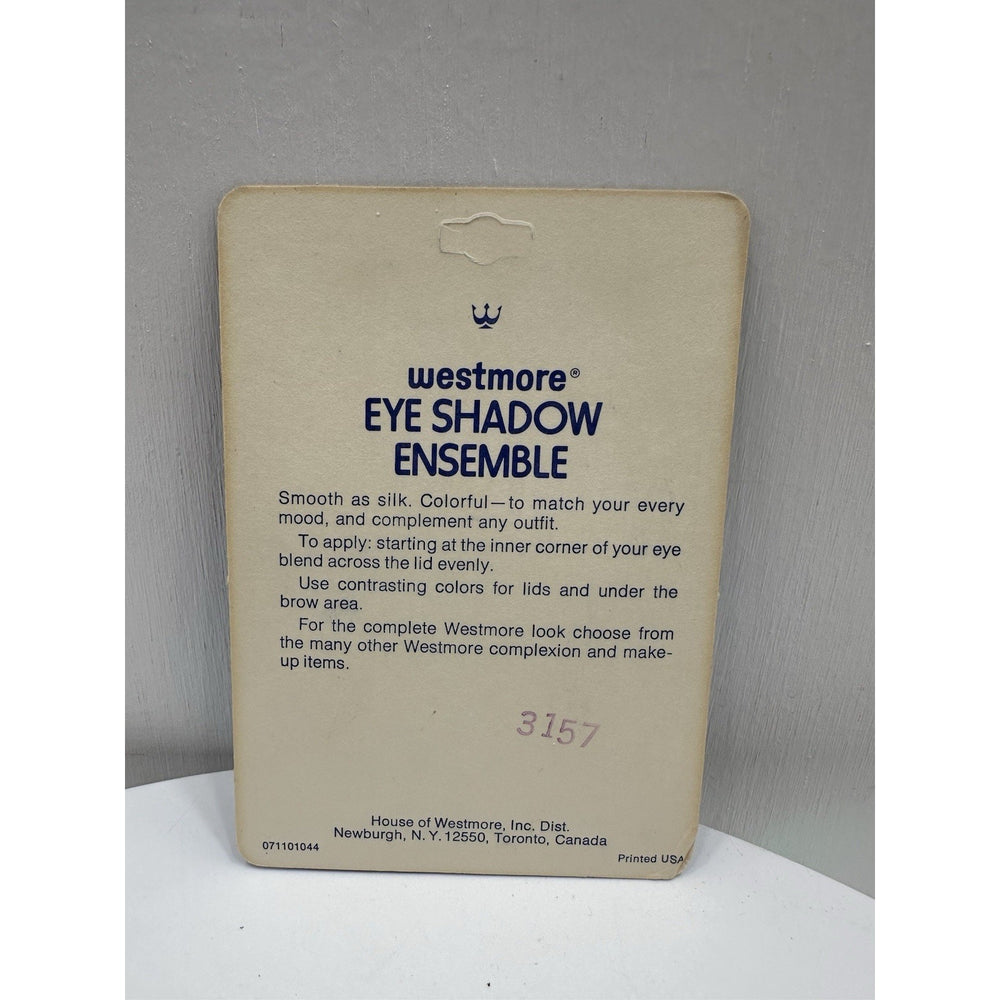 westmore®
EYE SHADOW
ENSEMBLE
Smooth as silk. Colorful—to match your every
mood, and complement any outfit.
To apply: starting at the inner corner of your eye
blend across the lid evenly.
Use contrasting colors for lids and under the
brow area.
For the complete Westmore look choose from
the many other Westmore complexion and make-
up items.
3157
House of Westmore, Inc. Dist.
Newburgh, N.Y. 12550, Toronto, Canada
071101044
Printed USA